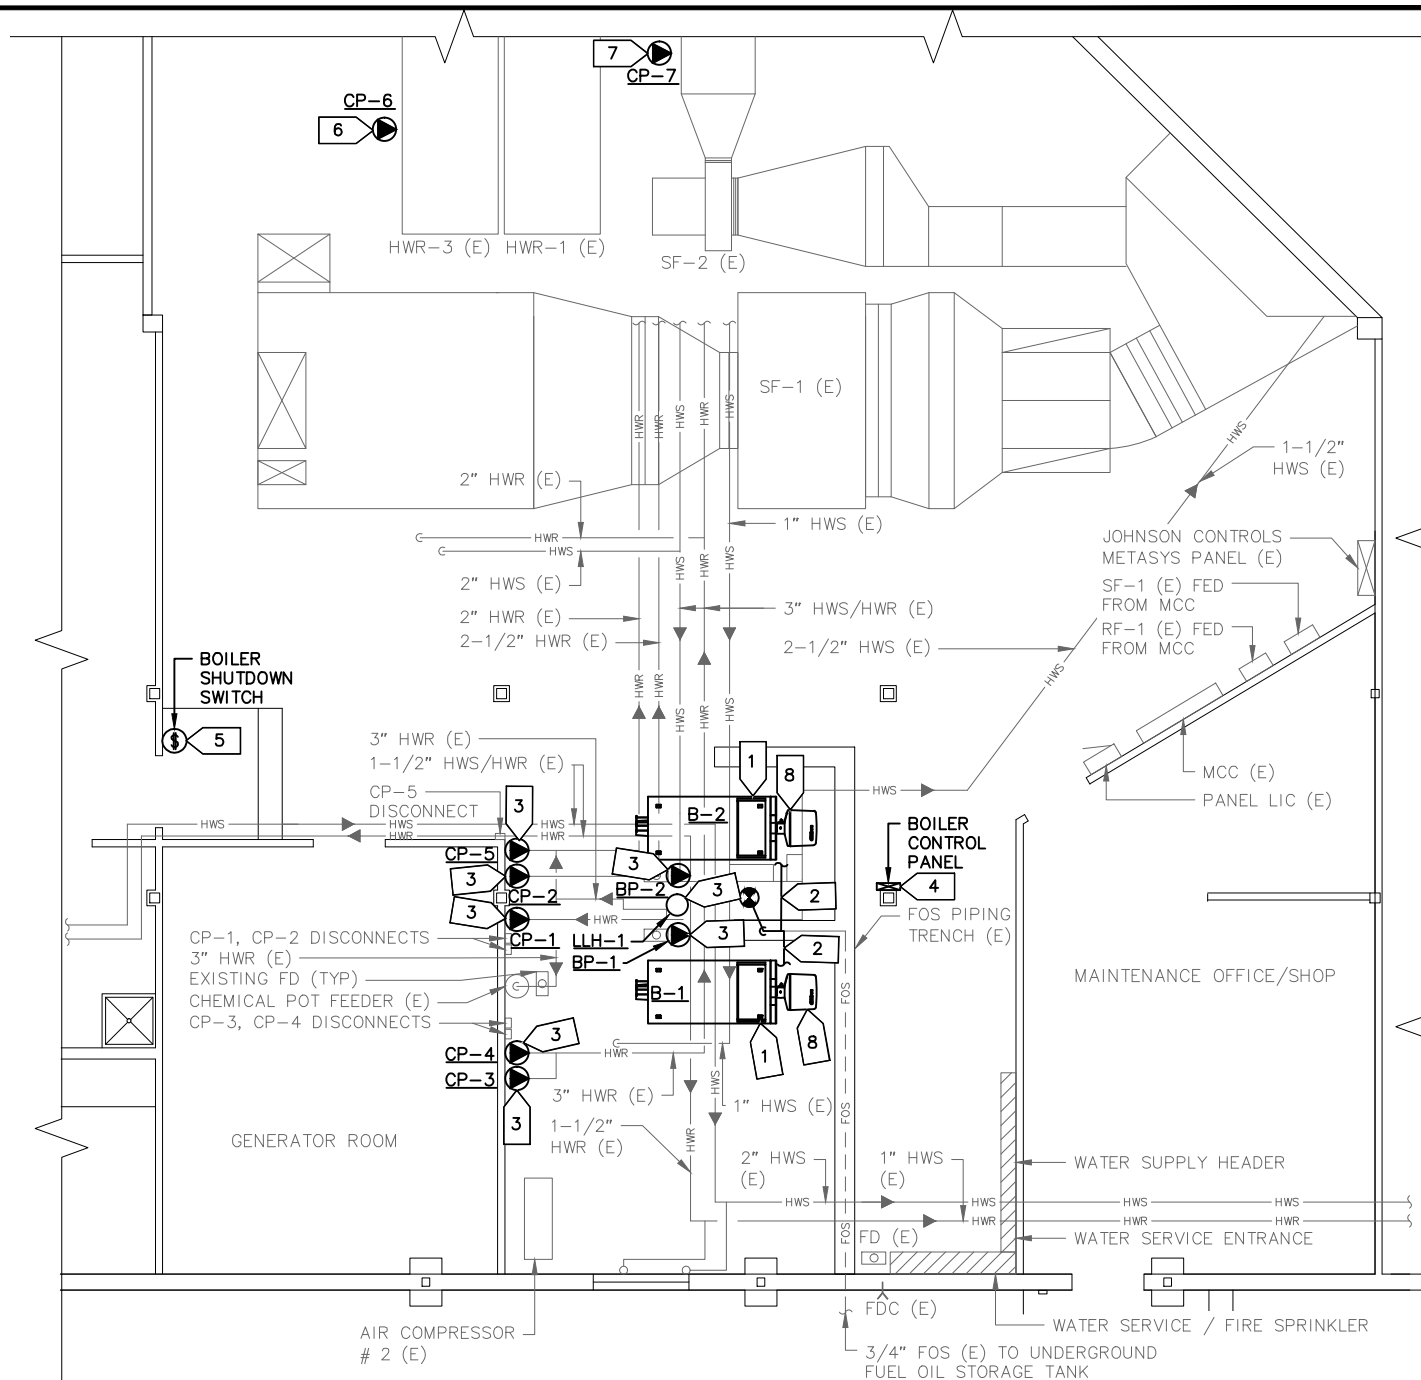 7
CP-7
CP-6
6
HWR-3 (E)
HWR-1 (E)
SF-2 (E)
SF-1 (E)
HWR
HWR
HWS
HWR
HWS
HWS
1-1/2"
HWS (E)
2" HWR (E)
1" HWS (E)
HWR
HWS
2" HWS (E)
JOHNSON CONTROLS
METASYS PANEL (E)
SF-1 (E) FED
FROM MCC
RF-1 (E) FED
FROM MCC
HWS
HWR
HWS
2" HWR (E)
2-1/2" HWR (E)
3" HWS/HWR (E)
2-1/2" HWS (E)
HWS
BOILER
SHUTDOWN
SWITCH
$
5
HWR
HWR
HWS
HWR
HWS
3" HWR (E)
1-1/2" HWS/HWR (E)
CP-5
DISCONNECT
3
1
8
MCC (E)
PANEL LIC (E)
HWS
B-2
HWS
HWR
HWS
HWR
BOILER
CONTROL
PANEL
4
CP-5
3
3
BP-2
3
2
CP-2
3
HWR
CP-1
LLH-1
BP-1
3
2
FOS PIPING
TRENCH (E)
CP-1, CP-2 DISCONNECTS
3" HWR (E)
EXISTING FD (TYP)
CHEMICAL POT FEEDER (E)
CP-3, CP-4 DISCONNECTS
B-1
FOS
MAINTENANCE OFFICE/SHOP
3
1
8
CP-4
HWR
CP-3
3
3" HWR (E)
HWS
1" HWS (E)
FOS
1-1/2"
HWR (E)
HWR
GENERATOR ROOM
2" HWS
(E)
1" HWS
(E)
WATER SUPPLY HEADER
HWS
HWS
HWS
HWS
HWR
HWR
HWR
FOS
FD (E)
WATER SERVICE ENTRANCE
FDC (E)
AIR COMPRESSOR
# 2 (E)
WATER SERVICE / FIRE SPRINKLER
3/4" FOS (E) TO UNDERGROUND
FUEL OIL STORAGE TANK